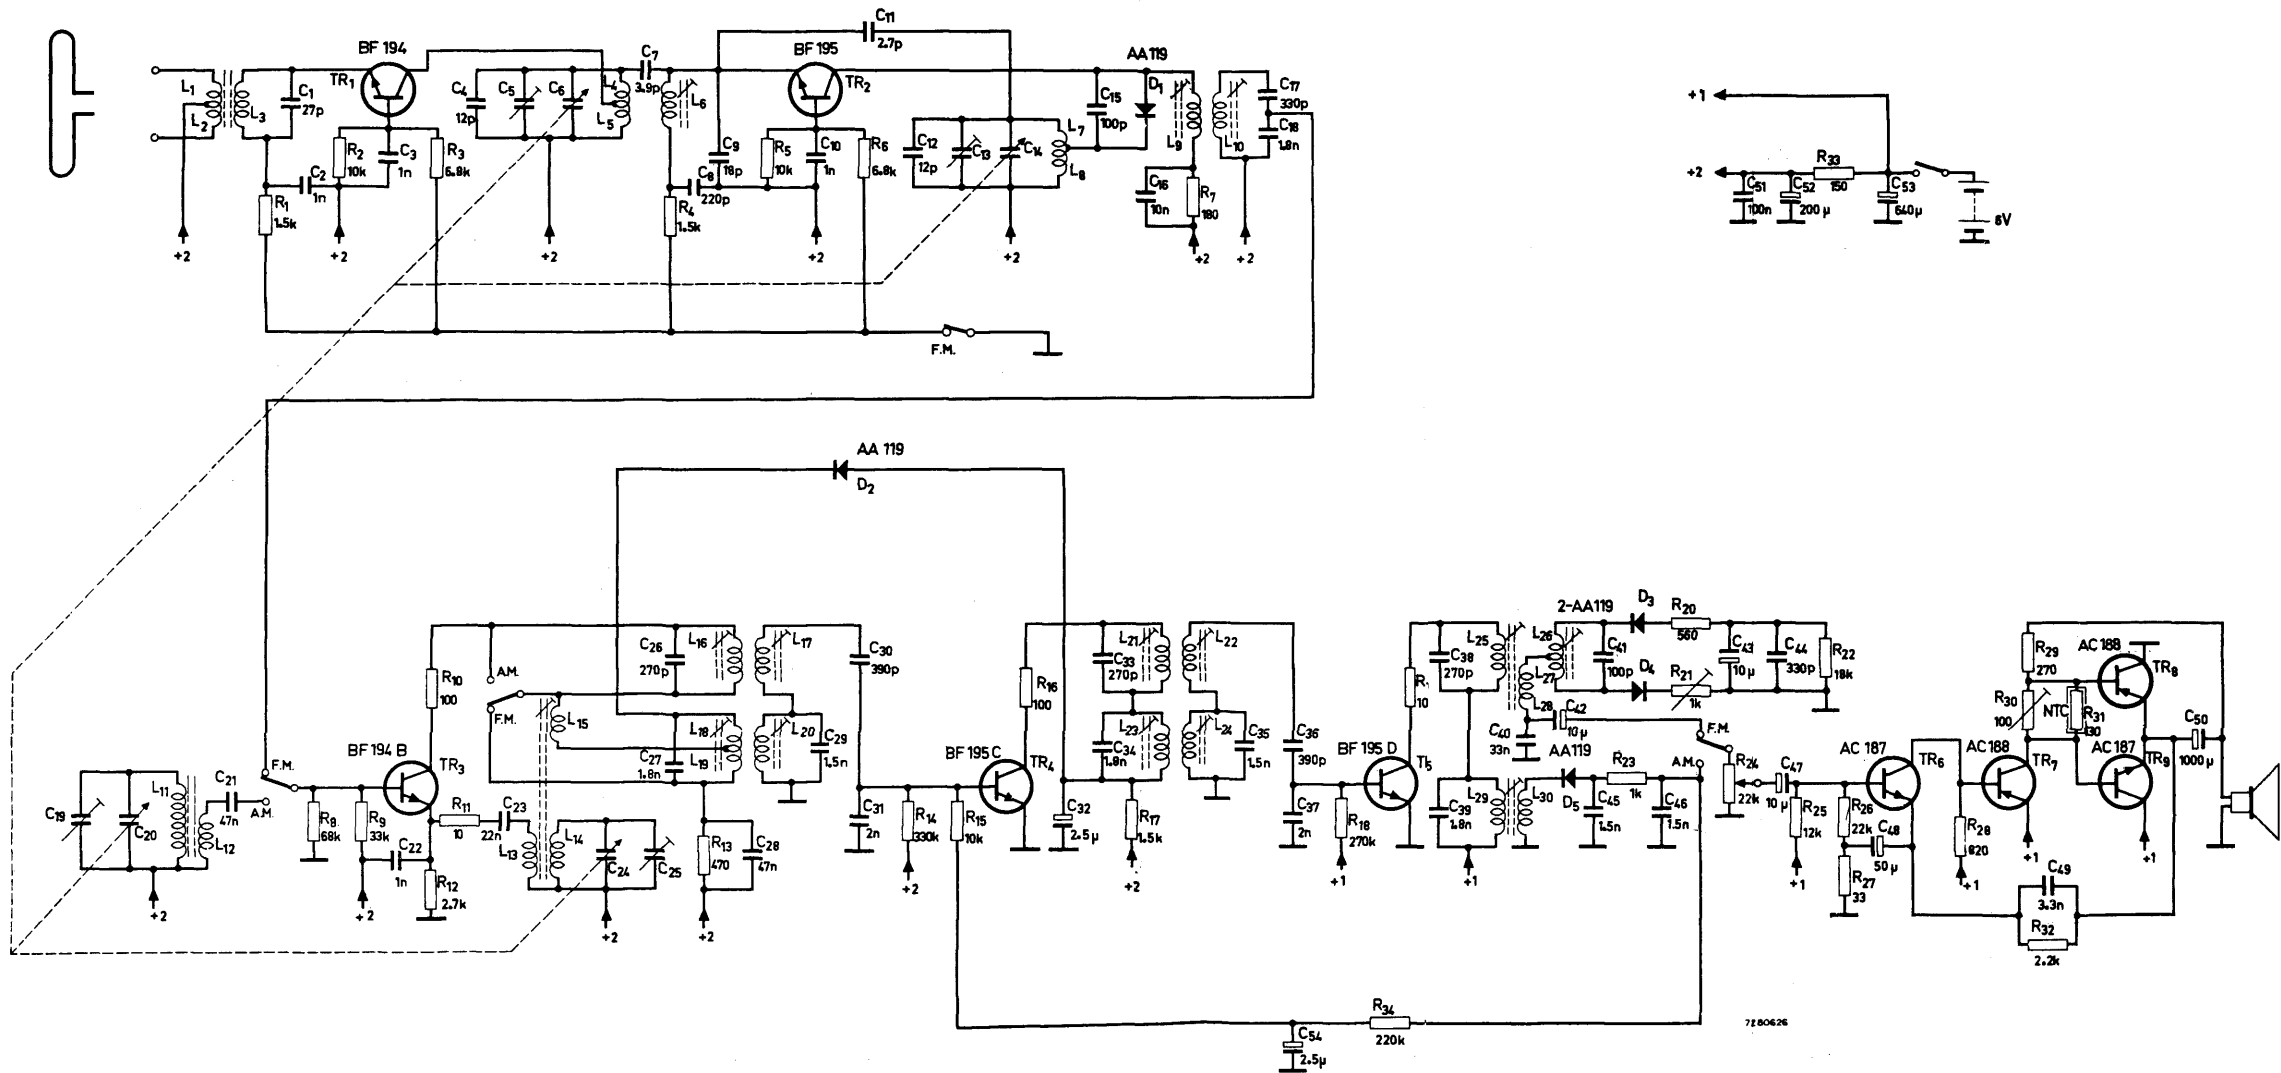 C11
2.7p
BF 194
TR1
BF 195
TR2
AA119
D1
L1
L2
L3
C1
27p
C4
12p
C5
C6
L4
L5
C7
3.9p
L6
C15
100p
L9
L10
C17
330p
C18
1.8n
R2
10k
C3
1n
R3
6.8k
C2
1n
R1
1.5k
C9
18p
C8
220p
R4
1.5k
R5
10k
C10
1n
R6
6.8k
C12
12p
C13
C14
L7
L8
C16
10n
R7
180
+2
+2
+2
+2
+2
+2
+2
F.M.
+1
+2
C51
100n
C52
200 µ
R33
150
C53
640µ
6V
AA 119
D2
C19
C20
L11
L12
C21
47n
F.M.
A.M.
+2
R8
68k
R9
33k
C22
1n
+2
BF 194 B
TR3
R10
100
R11
10
C23
22n
R12
2.7k
A.M.
F.M.
L15
L13
L14
C24
C25
+2
C26
270p
L16
L17
C27
1.8n
L18
L19
L20
C29
1.5n
R13
470
C28
47n
+2
C30
390p
C31
2n
R14
330k
+2
R15
10k
BF 195 C
TR4
R16
100
C32
2.5µ
C33
270p
L21
L22
C34
1.8n
L23
L24
C35
1.5n
R17
1.5k
+2
C36
390p
C37
2n
R18
270k
+1
BF 195 D
T5
R
10
C38
270p
L25
L26
L27
L28
C39
1.8n
L29
L30
+1
C40
33n
C42
10µ
2-AA119
D3
D4
C41
100p
R20
560
R21
1k
C43
10µ
C44
330p
R22
18k
AA119
D5
C45
1.5n
R23
1k
C46
1.5n
F.M.
A.M.
R24
22k
C47
10 µ
R25
12k
+1
R26
22k
C48
50 µ
R27
33
AC 187
TR6
R28
820
+1
AC188
TR7
+1
R29
270
R30
100
NTC
R31
130
AC188
TR8
AC187
TR9
+1
C50
1000 µ
C49
3.3n
R32
2.2k
R34
220k
C54
2.5µ
7280626